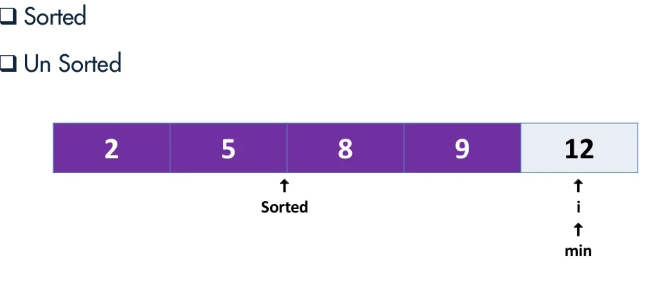 ❑ Sorted
❑ Un Sorted
2 5 8 9 12
↑ ↑
Sorted i
↑
min